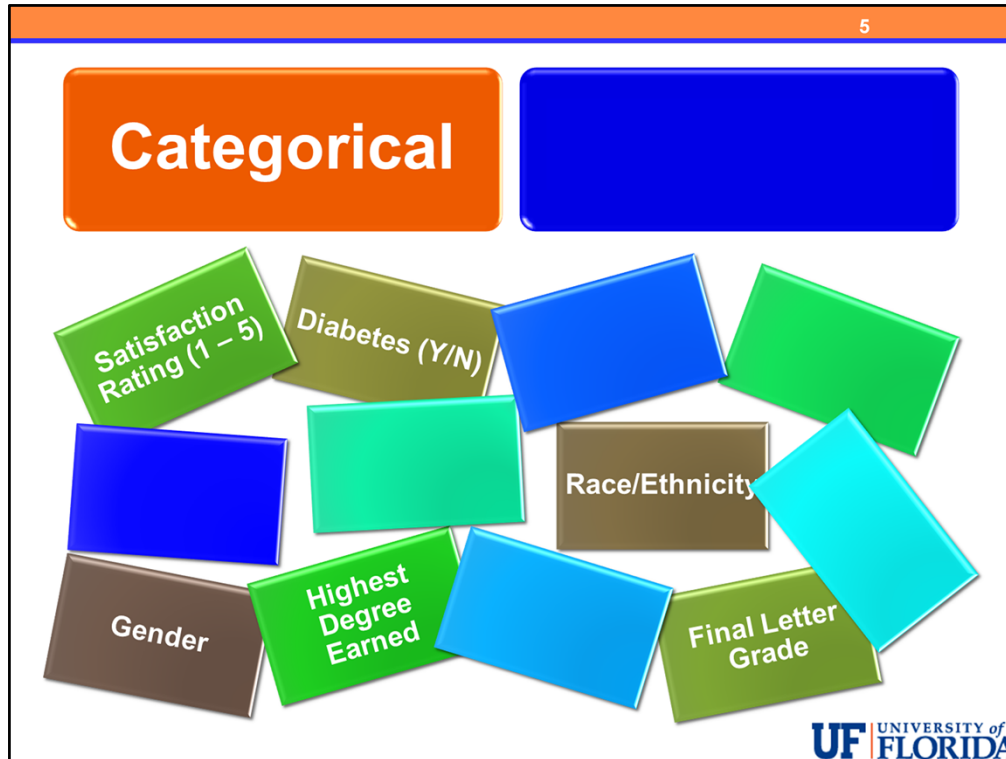 5
Categorical
Satisfaction
Rating (1 – 5)
Diabetes (Y/N)
Race/Ethnicity
Gender
Highest
Degree
Earned
Final Letter
Grade
UF UNIVERSITY of
FLORIDA